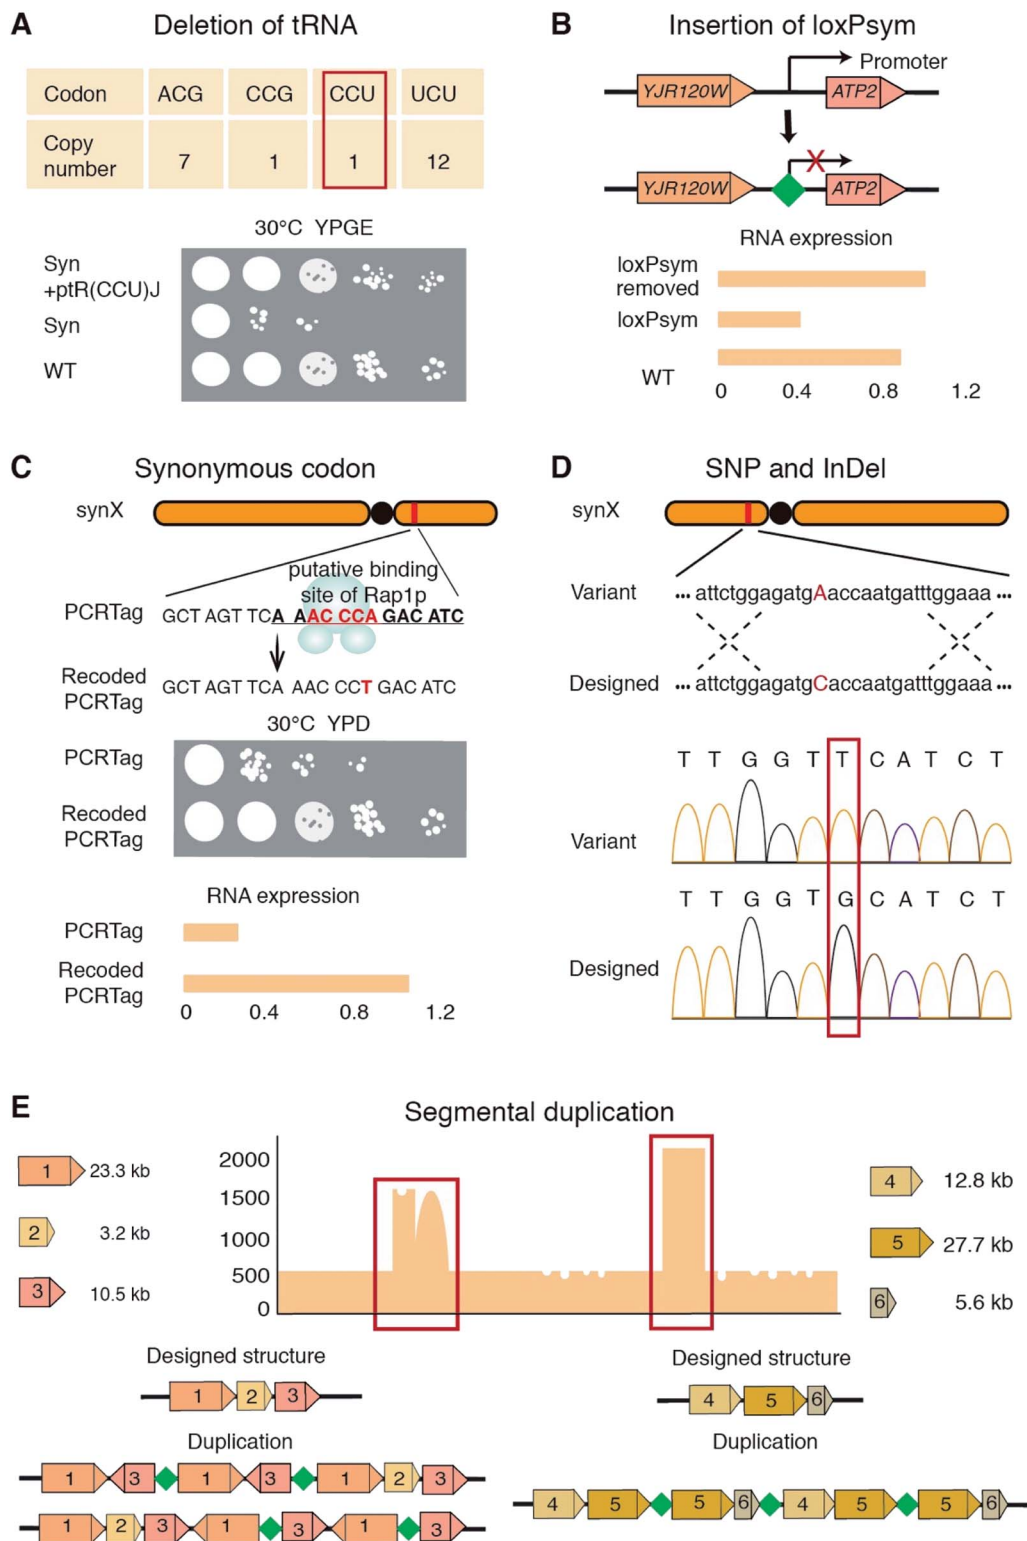 A Deletion of tRNA
Codon ACG CCG CCU UCU
Copy
number 7 1 1 12
30°C YPGE
Syn
+ptR(CCU)J
Syn
WT
B Insertion of loxPsym
Promoter
YJR120W ATP2
YJR120W X ATP2
RNA expression
loxPsym
removed
loxPsym
WT
0 0.4 0.8 1.2
C Synonymous codon
synX
putative binding
site of Rap1p
PCRTag GCT AGT TCA AAC CCA GAC ATC
Recoded
PCRTag GCT AGT TCA AAC CCT GAC ATC
30°C YPD
PCRTag
Recoded
PCRTag
RNA expression
PCRTag
Recoded
PCRTag
0 0.4 0.8 1.2
D SNP and InDel
synX
Variant ••• attctggagatgAaccaatgatttggaaa •••
Designed ••• attctggagatgCaccaatgatttggaaa •••
T T G G T T C A T C T
Variant
T T G G T G C A T C T
Designed
E Segmental duplication
1 23.3 kb
2 3.2 kb
3 10.5 kb
2000
1500
1000
500
0
4 12.8 kb
5 27.7 kb
6 5.6 kb
Designed structure
1 2 3
Duplication
1 3 1 3 1 2 3
1 2 3 1 3 1 3
Designed structure
4 5 6
Duplication
4 5 5 6 4 5 5 6